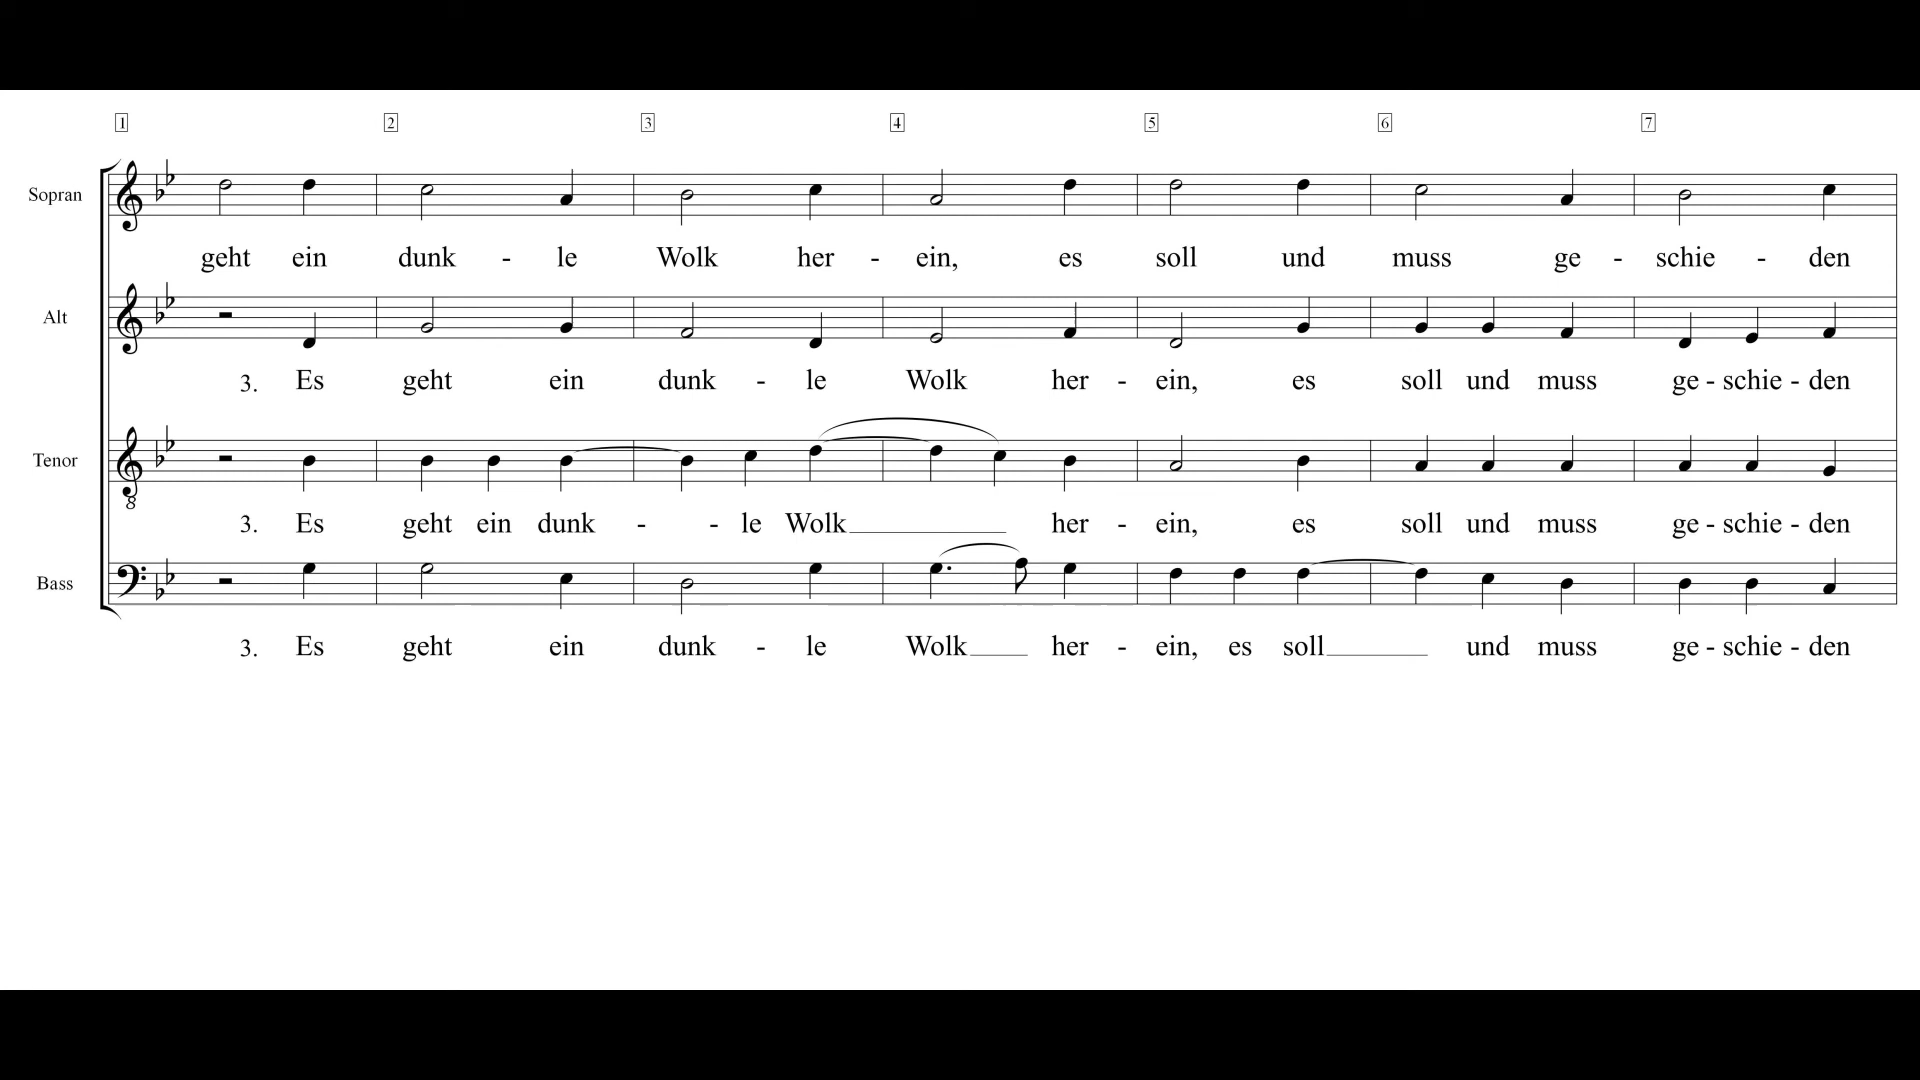 1 2 3 4 5 6 7
Sopran
geht ein dunk - le Wolk her - ein, es soll und muss ge - schie - den
Alt
3. Es geht ein dunk - le Wolk her - ein, es soll und muss ge - schie - den
Tenor
8
3. Es geht ein dunk - - le Wolk her - ein, es soll und muss ge - schie - den
Bass
3. Es geht ein dunk - le Wolk her - ein, es soll und muss ge - schie - den